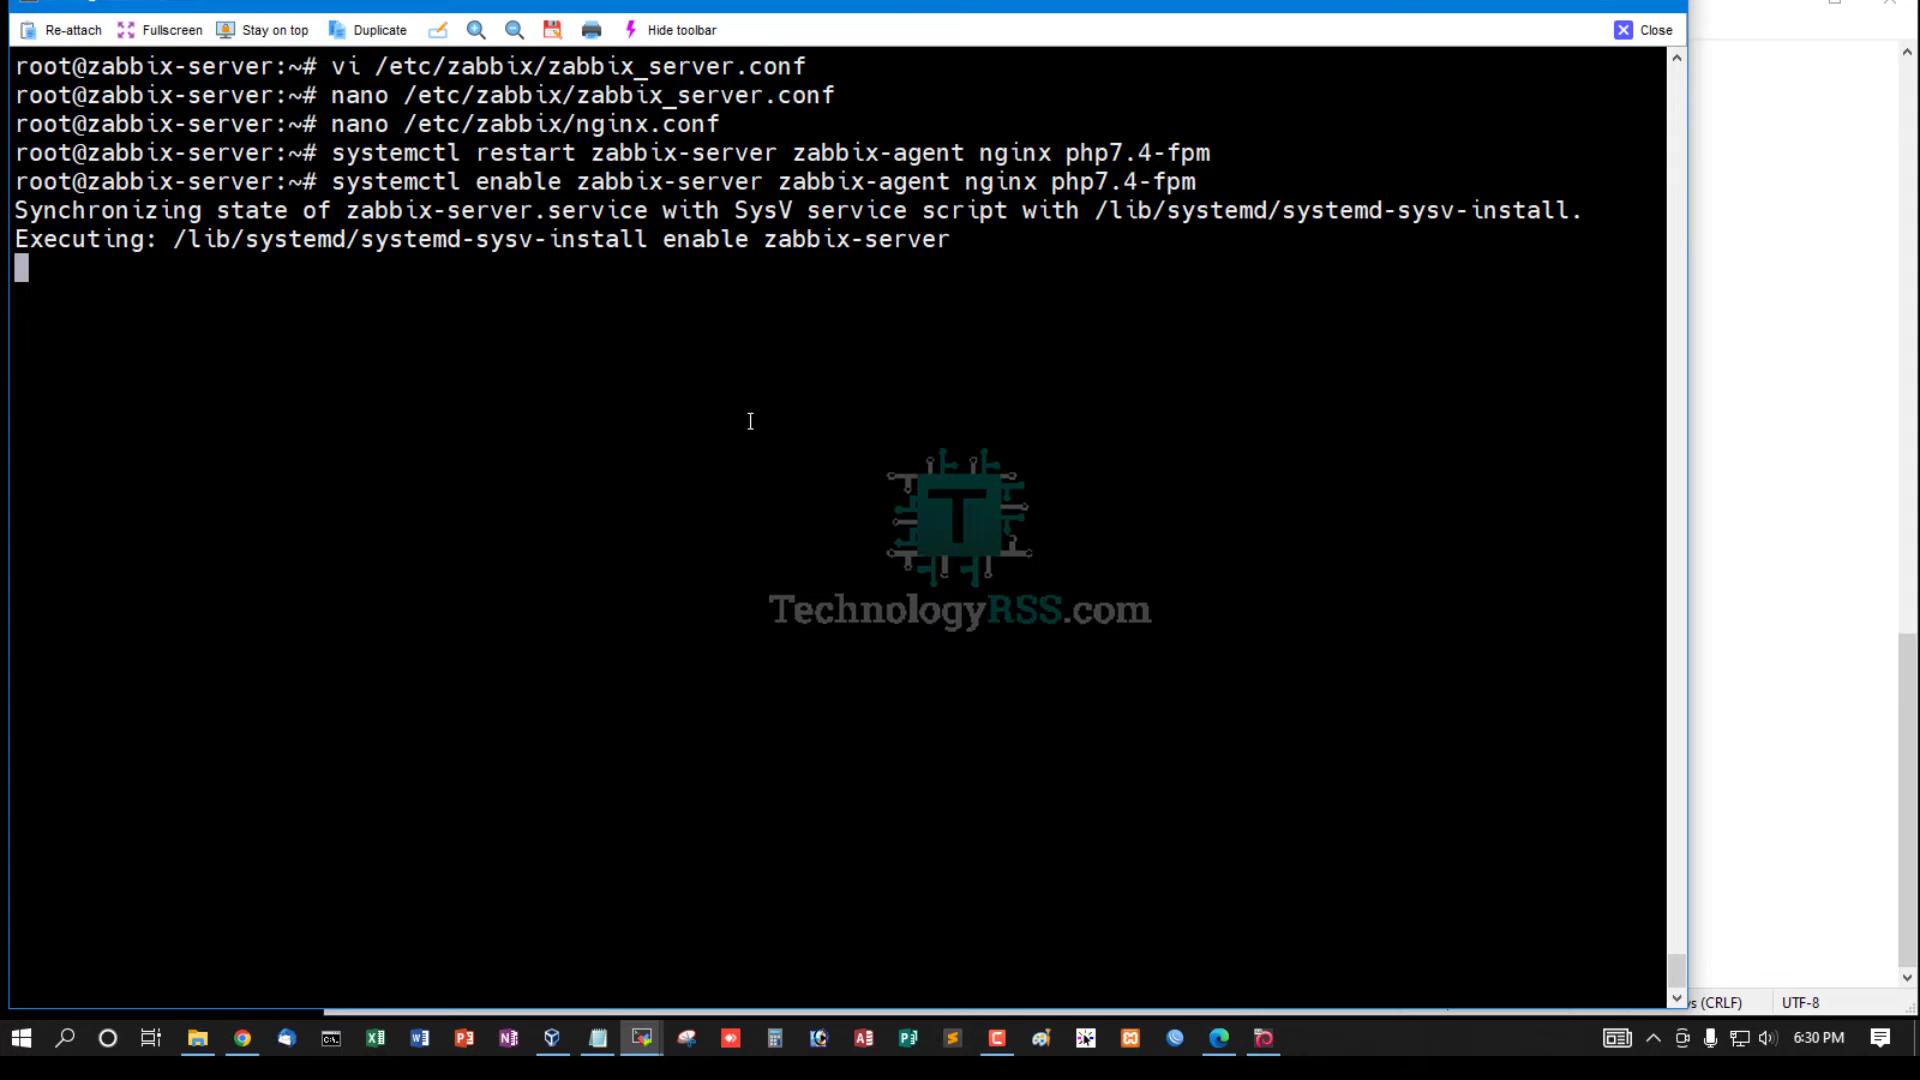 Re-attach Fullscreen Stay on top Duplicate Hide toolbar Close
root@zabbix-server:~# vi /etc/zabbix/zabbix_server.conf
root@zabbix-server:~# nano /etc/zabbix/zabbix_server.conf
root@zabbix-server:~# nano /etc/zabbix/nginx.conf
root@zabbix-server:~# systemctl restart zabbix-server zabbix-agent nginx php7.4-fpm
root@zabbix-server:~# systemctl enable zabbix-server zabbix-agent nginx php7.4-fpm
Synchronizing state of zabbix-server.service with SysV service script with /lib/systemd/systemd-sysv-install.
Executing: /lib/systemd/systemd-sysv-install enable zabbix-server
T
TechnologyRSS.com
(CRLF) UTF-8
6:30 PM